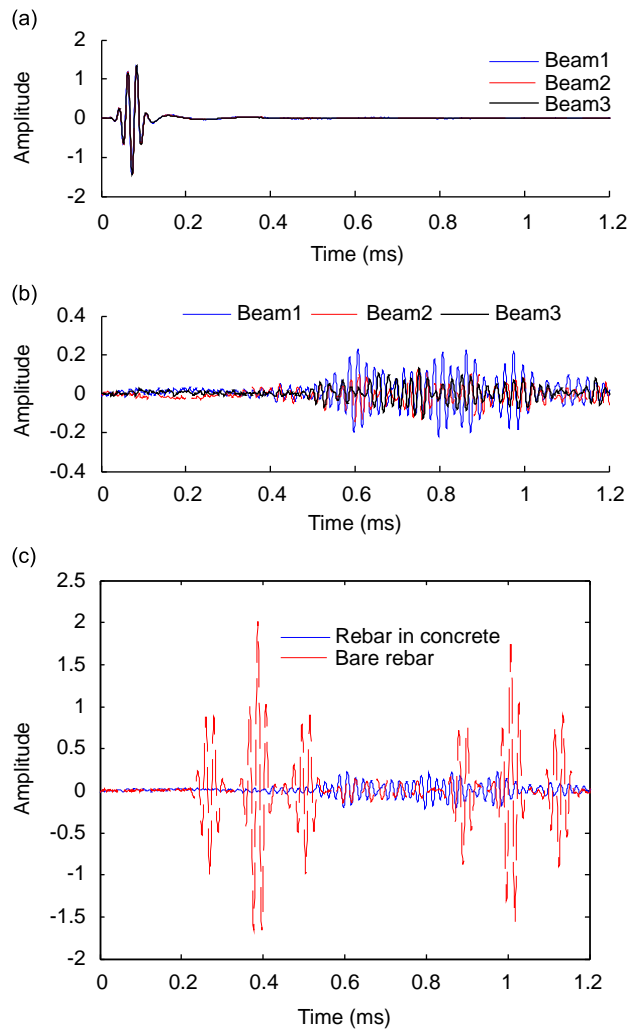 (a)
2
1
0
-1
-2
Amplitude
Beam1
Beam2
Beam3
0 0.2 0.4 0.6 0.8 1 1.2
Time (ms)
(b)
0.4
0.2
0
-0.2
-0.4
Amplitude
Beam1 Beam2 Beam3
0 0.2 0.4 0.6 0.8 1 1.2
Time (ms)
(c)
2.5
2
1.5
1
0.5
0
-0.5
-1
-1.5
-2
Amplitude
Rebar in concrete
Bare rebar
0 0.2 0.4 0.6 0.8 1 1.2
Time (ms)